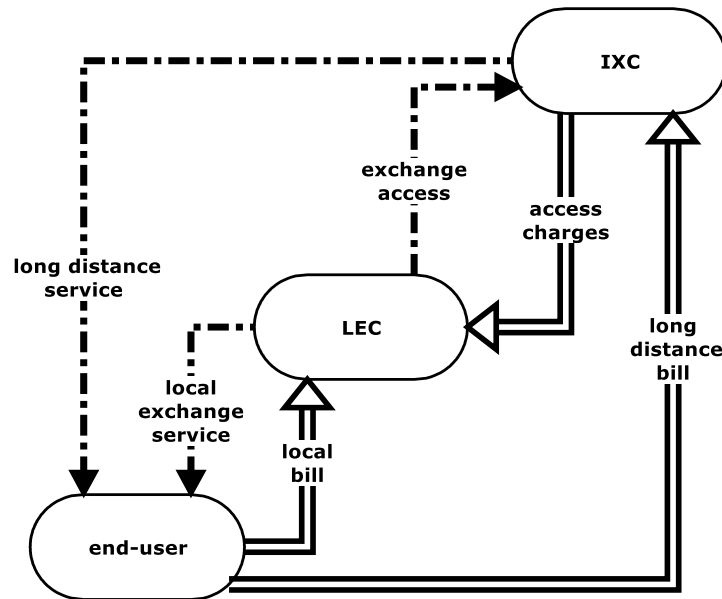 IXC
exchange
access
access
charges
long distance
service
LEC
long
distance
bill
local
exchange
service
local
bill
end-user